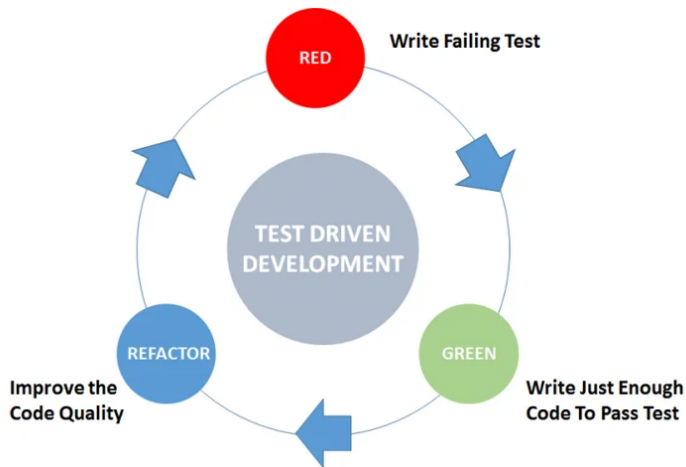 RED
Write Failing Test
TEST DRIVEN
DEVELOPMENT
REFACTOR
GREEN
Improve the
Code Quality
Write Just Enough
Code To Pass Test